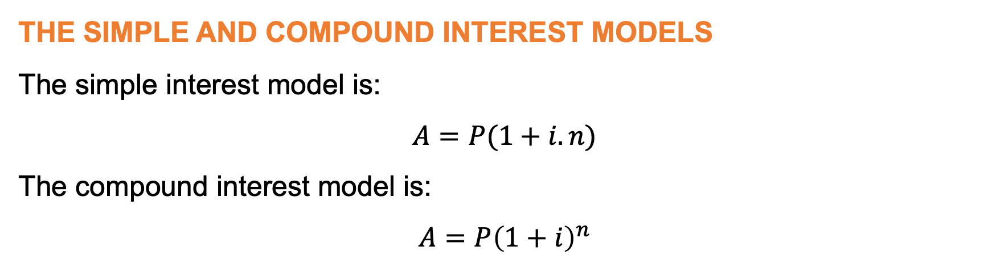 THE SIMPLE AND COMPOUND INTEREST MODELS
The simple interest model is:
A = P(1 + i. n)
The compound interest model is:
A = P(1 + i)ⁿ